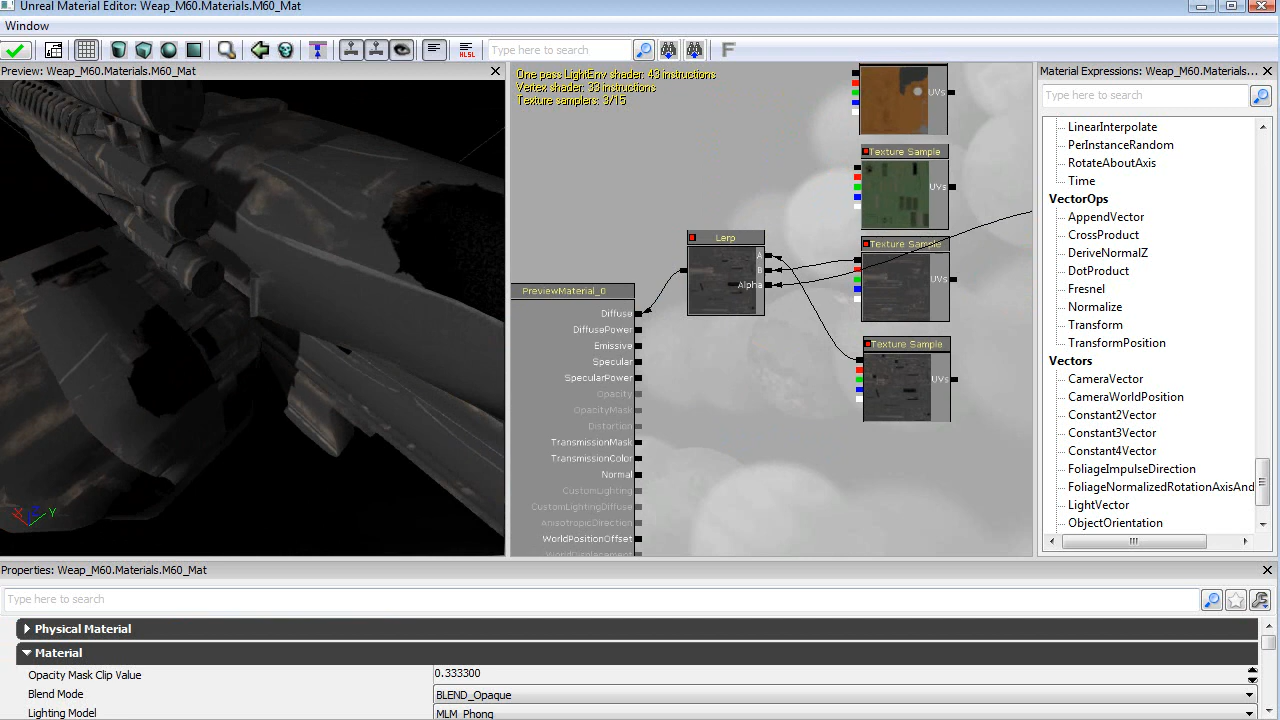 Unreal Material Editor: Weap_M60.Materials.M60_Mat
Window
HLSL
Type here to search
F
Preview: Weap_M60.Materials.M60_Mat
One pass LightEnv shader: 43 instructions
Vertex shader: 33 instructions
Texture samplers: 3/15
UVs
Texture Sample
UVs
Texture Sample
UVs
Texture Sample
UVs
Lerp
A
B
Alpha
PreviewMaterial_0
Diffuse
DiffusePower
Emissive
Specular
SpecularPower
Opacity
OpacityMask
Distortion
TransmissionMask
TransmissionColor
Normal
CustomLighting
CustomLightingDiffuse
AnisotropicDirection
WorldPositionOffset
WorldDisplacement
X Z Y
Material Expressions: Weap_M60.Materials...
Type here to search
LinearInterpolate
PerInstanceRandom
RotateAboutAxis
Time
VectorOps
AppendVector
CrossProduct
DeriveNormalZ
DotProduct
Fresnel
Normalize
Transform
TransformPosition
Vectors
CameraVector
CameraWorldPosition
Constant2Vector
Constant3Vector
Constant4Vector
FoliageImpulseDirection
FoliageNormalizedRotationAxisAnd
LightVector
ObjectOrientation
Properties: Weap_M60.Materials.M60_Mat
Type here to search
Physical Material
Material
Opacity Mask Clip Value 0.333300
Blend Mode BLEND_Opaque
Lighting Model MLM_Phong